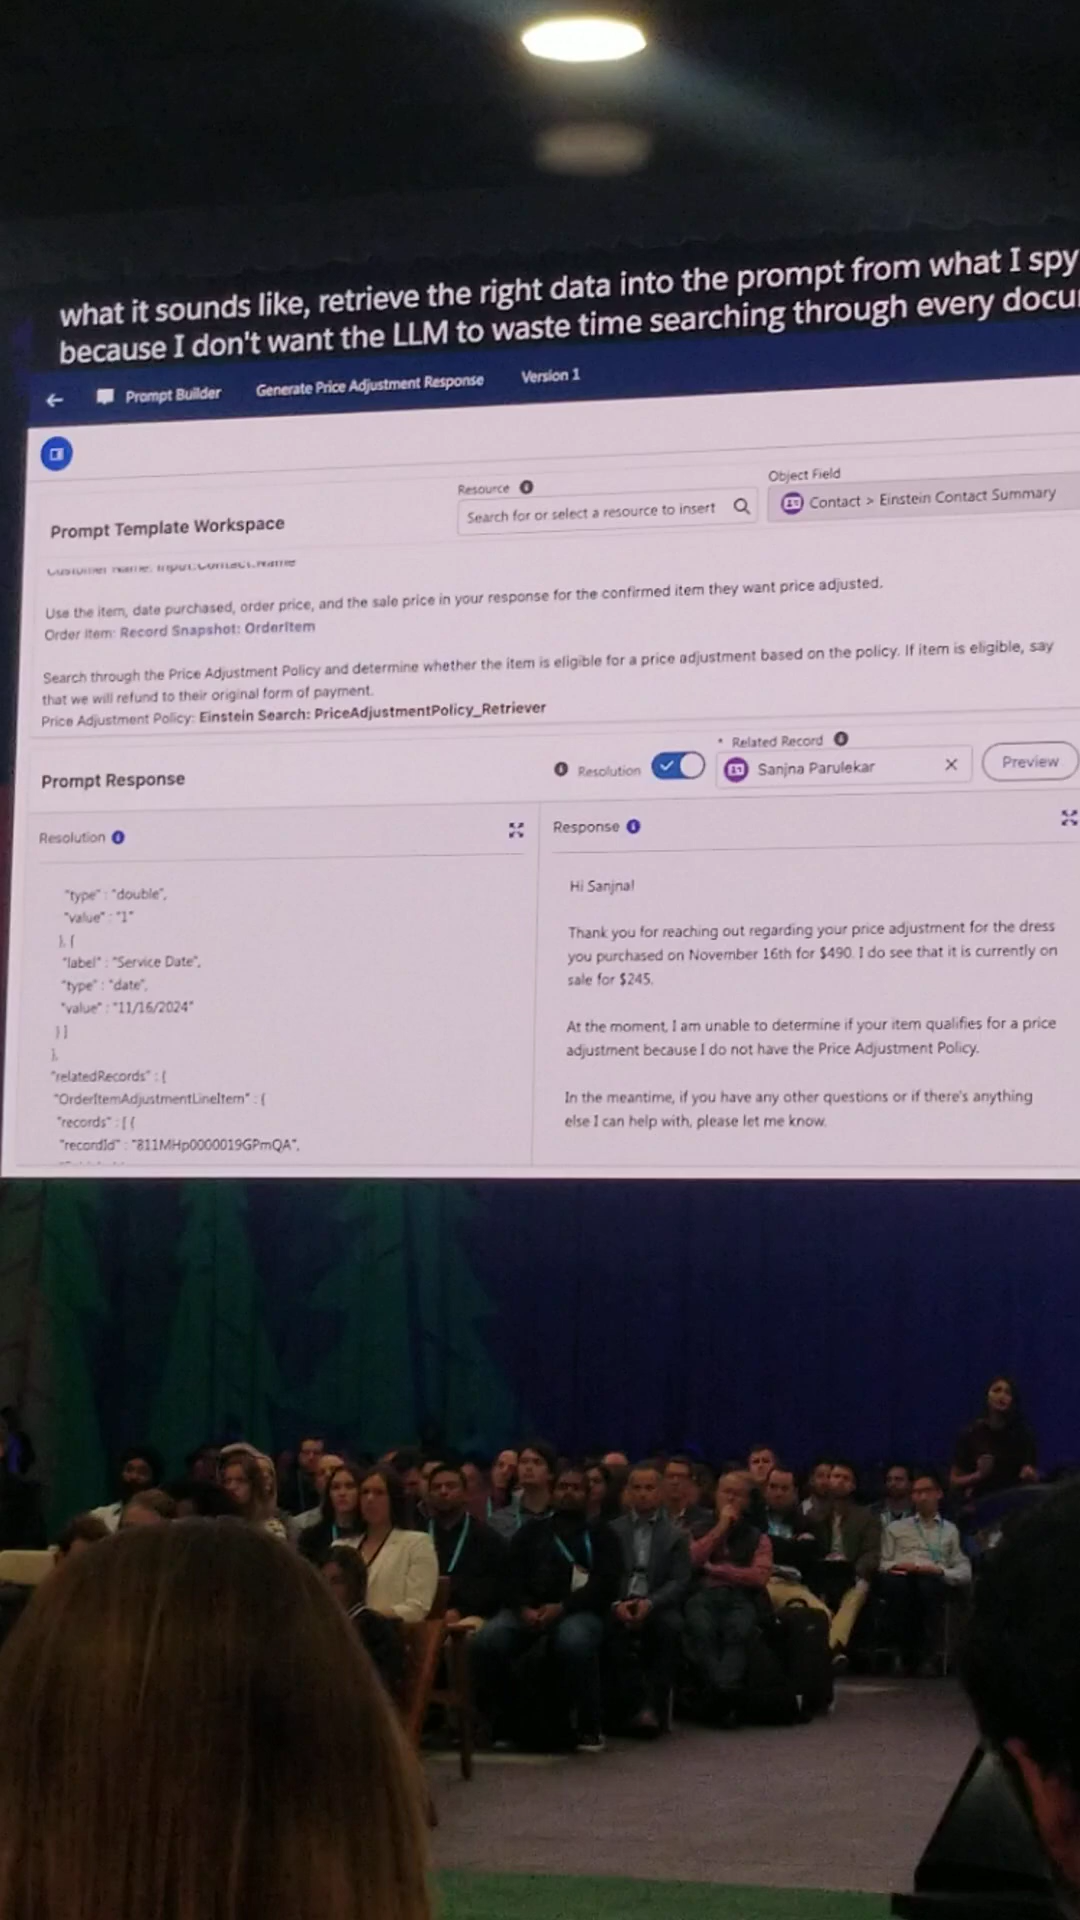 what it sounds like, retrieve the right data into the prompt from what I spy
because I don't want the LLM to waste time searching through every docu
Prompt Builder Generate Price Adjustment Response Version 1
Resource
Object Field
Search for or select a resource to insert
Contact > Einstein Contact Summary
Prompt Template Workspace
Customer Name: Input:Contact.Name
Use the item, date purchased, order price, and the sale price in your response for the confirmed item they want price adjusted.
Order Item: Record Snapshot: OrderItem
Search through the Price Adjustment Policy and determine whether the item is eligible for a price adjustment based on the policy. If item is eligible, say
that we will refund to their original form of payment.
Price Adjustment Policy: Einstein Search: PriceAdjustmentPolicy_Retriever
Prompt Response
Resolution
* Related Record
Sanjna Parulekar
Preview
Resolution
"type" : "double",
"value" : "1"
}, {
"label" : "Service Date",
"type" : "date",
"value" : "11/16/2024"
} ]
},
"relatedRecords" : {
"OrderItemAdjustmentLineItem" : {
"records" : [ {
"recordId" : "811MHp0000019GPmQA",
Response
Hi Sanjna!
Thank you for reaching out regarding your price adjustment for the dress
you purchased on November 16th for $490. I do see that it is currently on
sale for $245.
At the moment, I am unable to determine if your item qualifies for a price
adjustment because I do not have the Price Adjustment Policy.
In the meantime, if you have any other questions or if there's anything
else I can help with, please let me know.